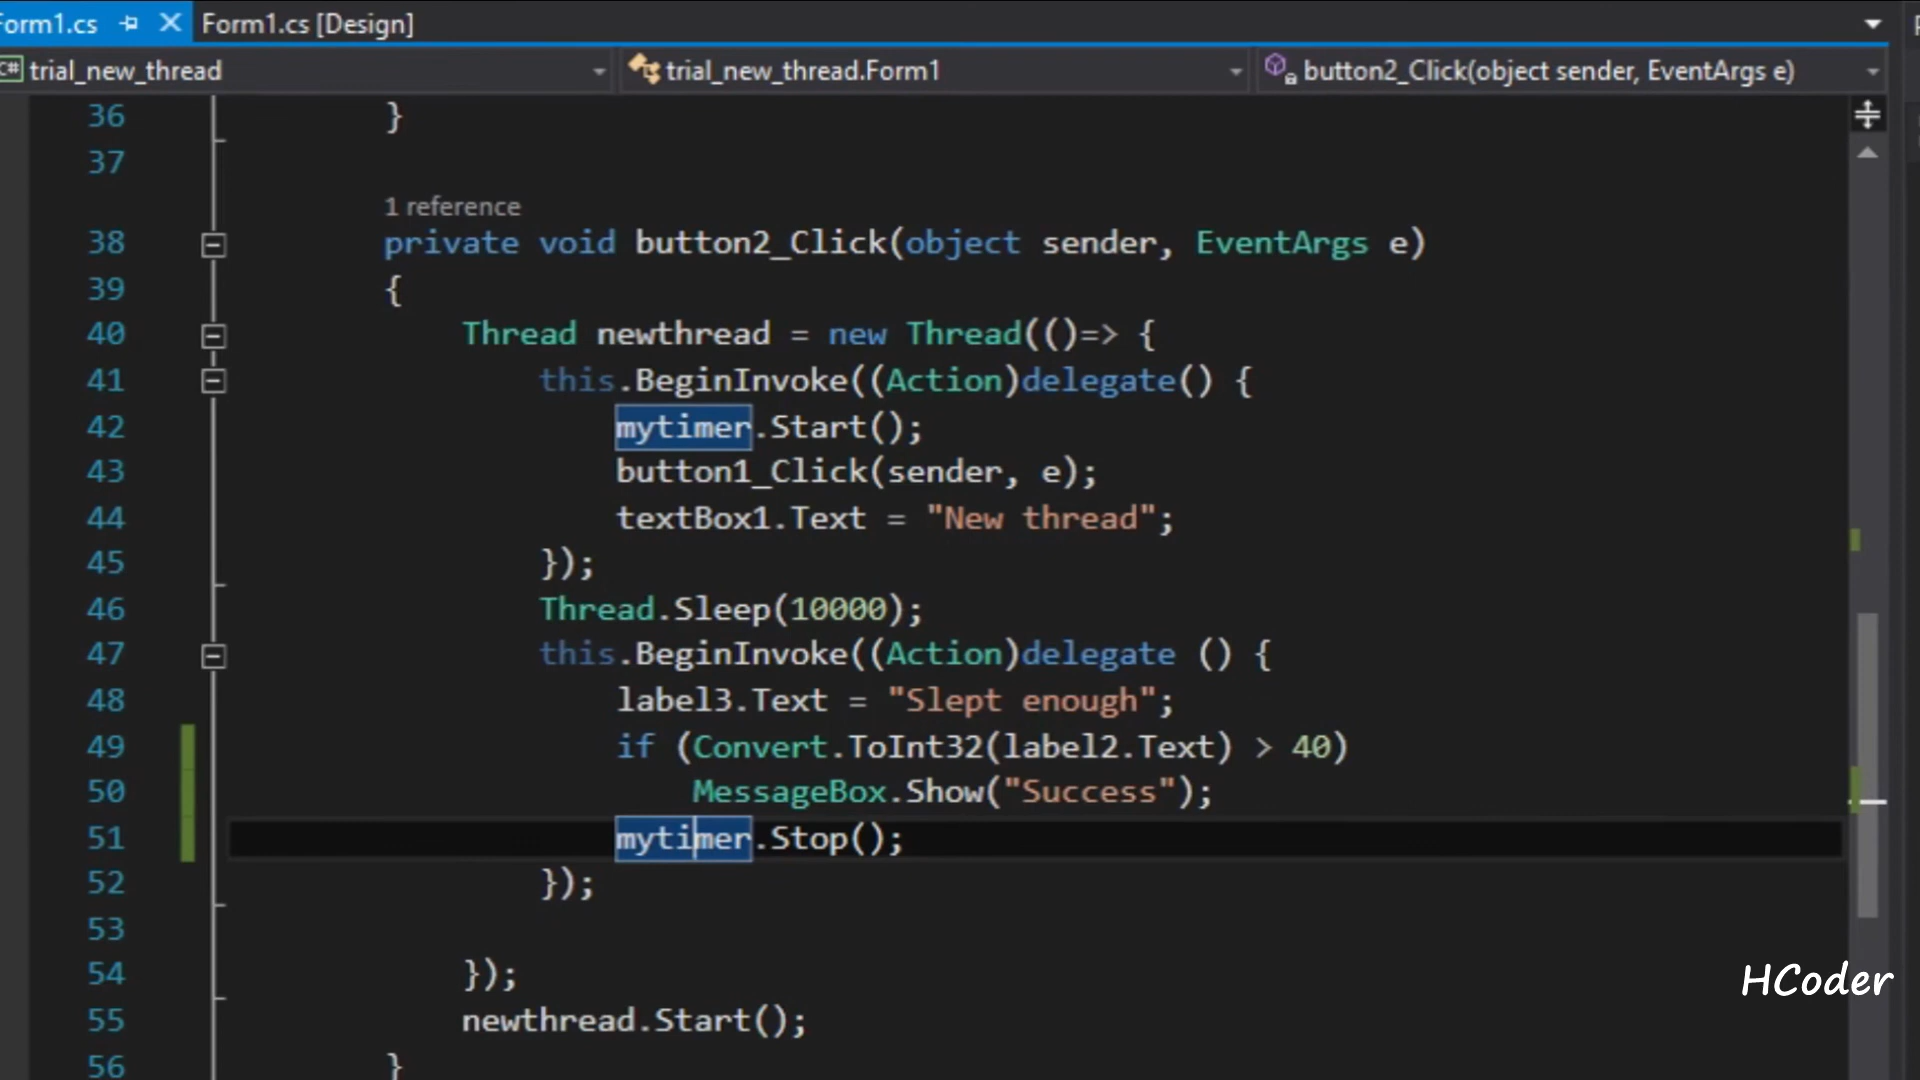 Form1.cs Form1.cs [Design]
C# trial_new_thread trial_new_thread.Form1 button2_Click(object sender, EventArgs e)
36 }
37
1 reference
38 private void button2_Click(object sender, EventArgs e)
39 {
40 Thread newthread = new Thread(()=> {
41 this.BeginInvoke((Action)delegate() {
42 mytimer.Start();
43 button1_Click(sender, e);
44 textBox1.Text = "New thread";
45 });
46 Thread.Sleep(10000);
47 this.BeginInvoke((Action)delegate () {
48 label3.Text = "Slept enough";
49 if (Convert.ToInt32(label2.Text) > 40)
50 MessageBox.Show("Success");
51 mytimer.Stop();
52 });
53
54 });
55 newthread.Start();
56 }
HCoder